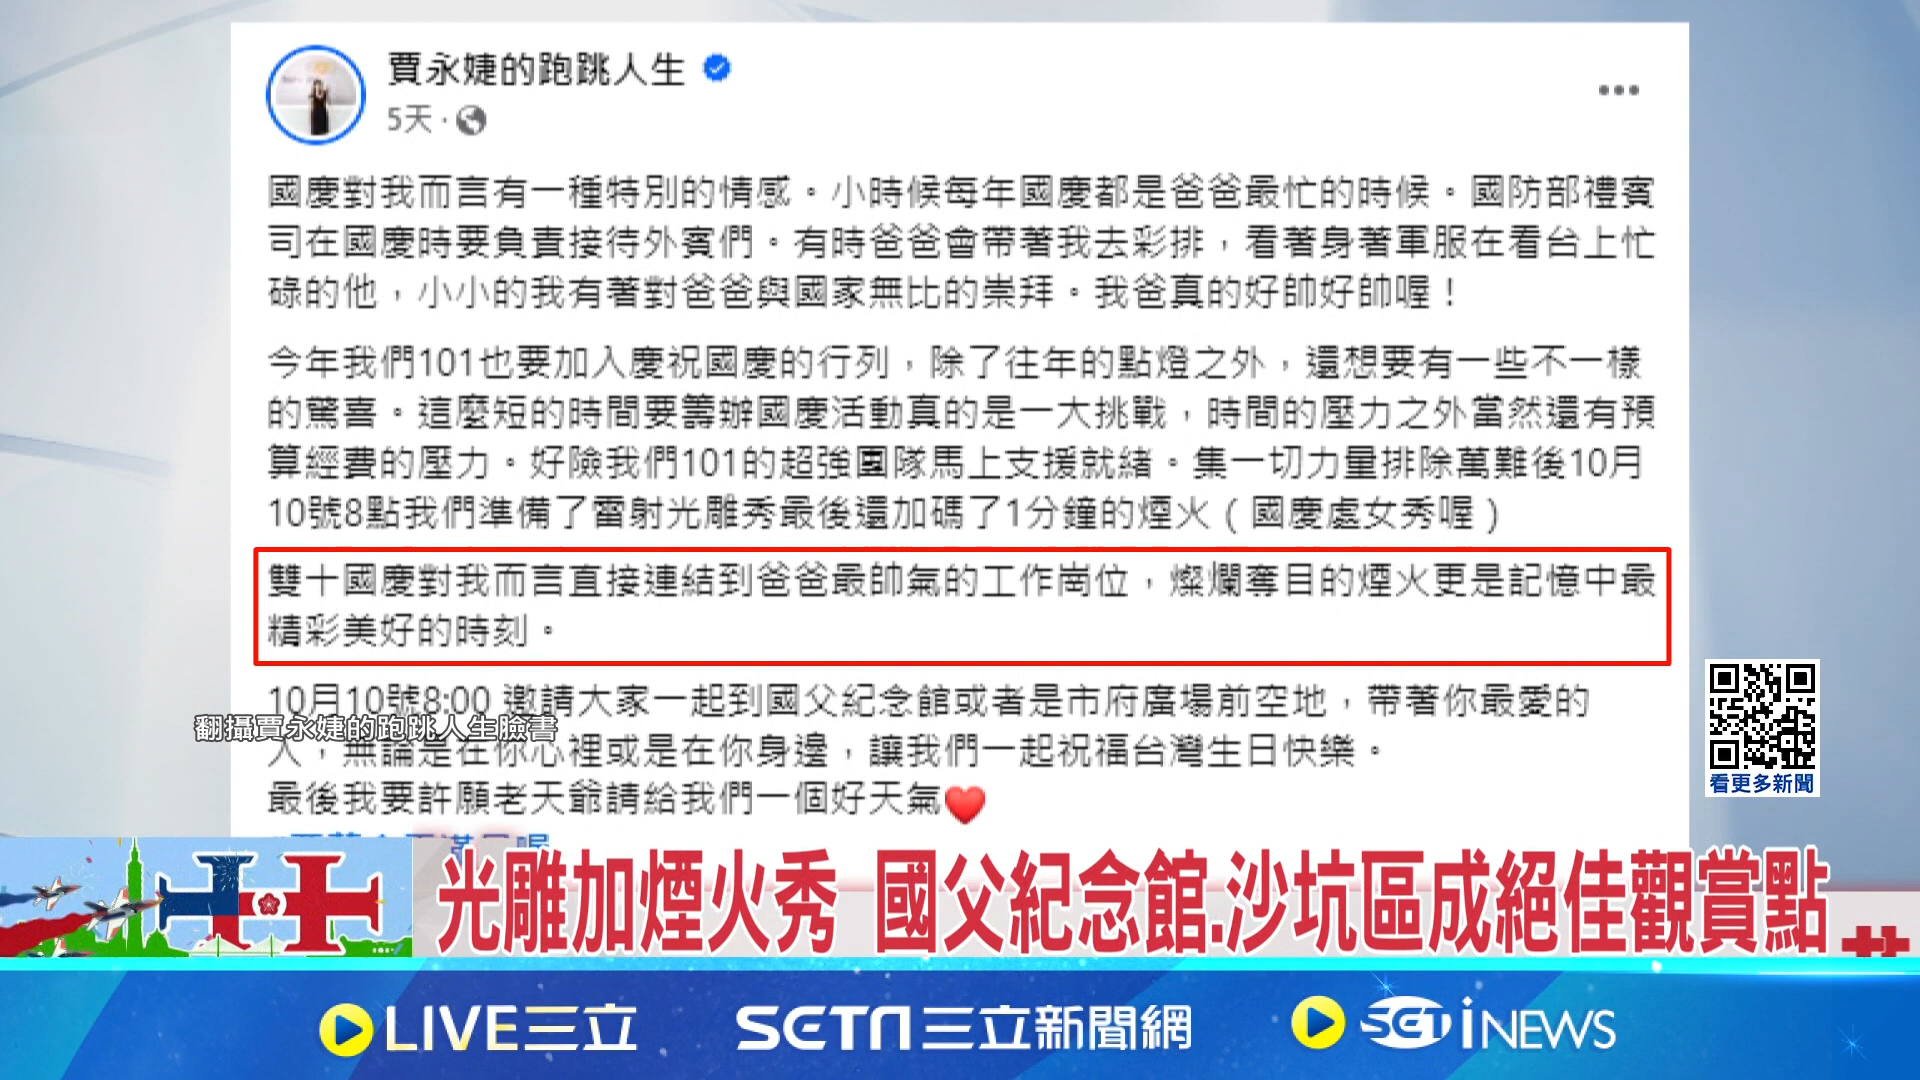 賈永婕的跑跳人生
5天·
國慶對我而言有一種特別的情感。小時候每年國慶都是爸爸最忙的時候。國防部禮賓
司在國慶時要負責接待外賓們。有時爸爸會帶著我去彩排，看著身著軍服在看台上忙
碌的他，小小的我有著對爸爸與國家無比的崇拜。我爸真的好帥好帥喔！
今年我們101也要加入慶祝國慶的行列，除了往年的點燈之外，還想要有一些不一樣
的驚喜。這麼短的時間要籌辦國慶活動真的是一大挑戰，時間的壓力之外當然還有預
算經費的壓力。好險我們101的超強團隊馬上支援就緒。集一切力量排除萬難後10月
10號8點我們準備了雷射光雕秀最後還加碼了1分鐘的煙火（國慶處女秀喔）
雙十國慶對我而言直接連結到爸爸最帥氣的工作崗位，燦爛奪目的煙火更是記憶中最
精彩美好的時刻。
10月10號8:00 邀請大家一起到國父紀念館或者是市府廣場前空地，帶著你最愛的
翻攝賈永婕的跑跳人生臉書
人，無論是在你心裡或是在你身邊，讓我們一起祝福台灣生日快樂。
最後我要許願老天爺請給我們一個好天氣
看更多新聞
光雕加煙火秀 國父紀念館.沙坑區成絕佳觀賞點
LIVE三立
SETN三立新聞網
SET iNEWS